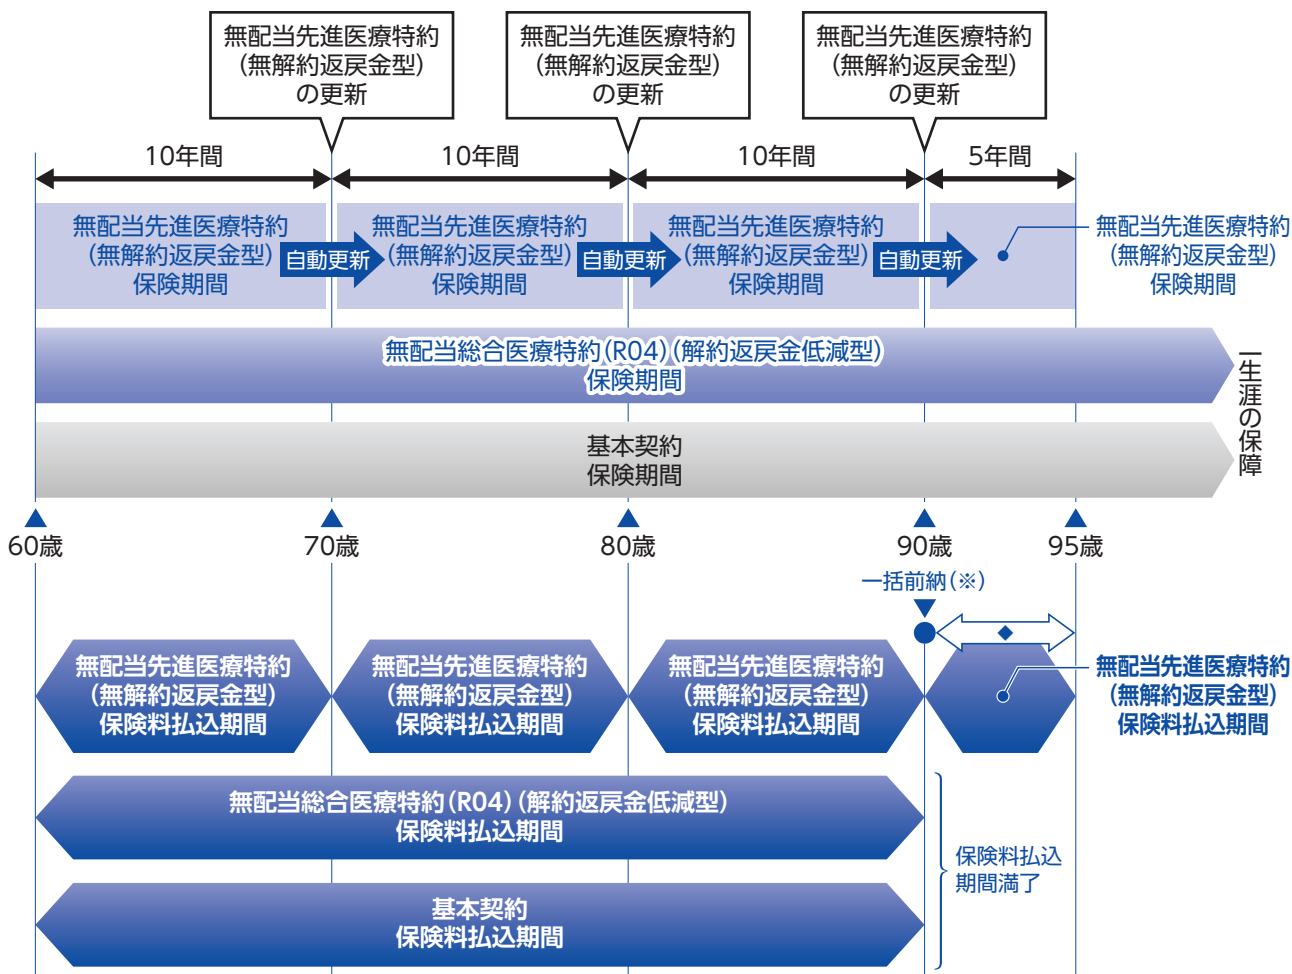 無配当先進医療特約
(無解約返戻金型)
の更新
無配当先進医療特約
(無解約返戻金型)
の更新
無配当先進医療特約
(無解約返戻金型)
の更新
10年間
10年間
10年間
5年間
無配当先進医療特約
(無解約返戻金型)
保険期間
自動更新
無配当先進医療特約
(無解約返戻金型)
保険期間
自動更新
無配当先進医療特約
(無解約返戻金型)
保険期間
自動更新
無配当先進医療特約
(無解約返戻金型)
保険期間
無配当総合医療特約(R04)(解約返戻金低減型)
保険期間
基本契約
保険期間
一生涯の保障
60歳
70歳
80歳
90歳
95歳
一括前納(※)
無配当先進医療特約
(無解約返戻金型)
保険料払込期間
無配当先進医療特約
(無解約返戻金型)
保険料払込期間
無配当先進医療特約
(無解約返戻金型)
保険料払込期間
無配当先進医療特約
(無解約返戻金型)
保険料払込期間
無配当総合医療特約(R04)(解約返戻金低減型)
保険料払込期間
基本契約
保険料払込期間
保険料払込
期間満了